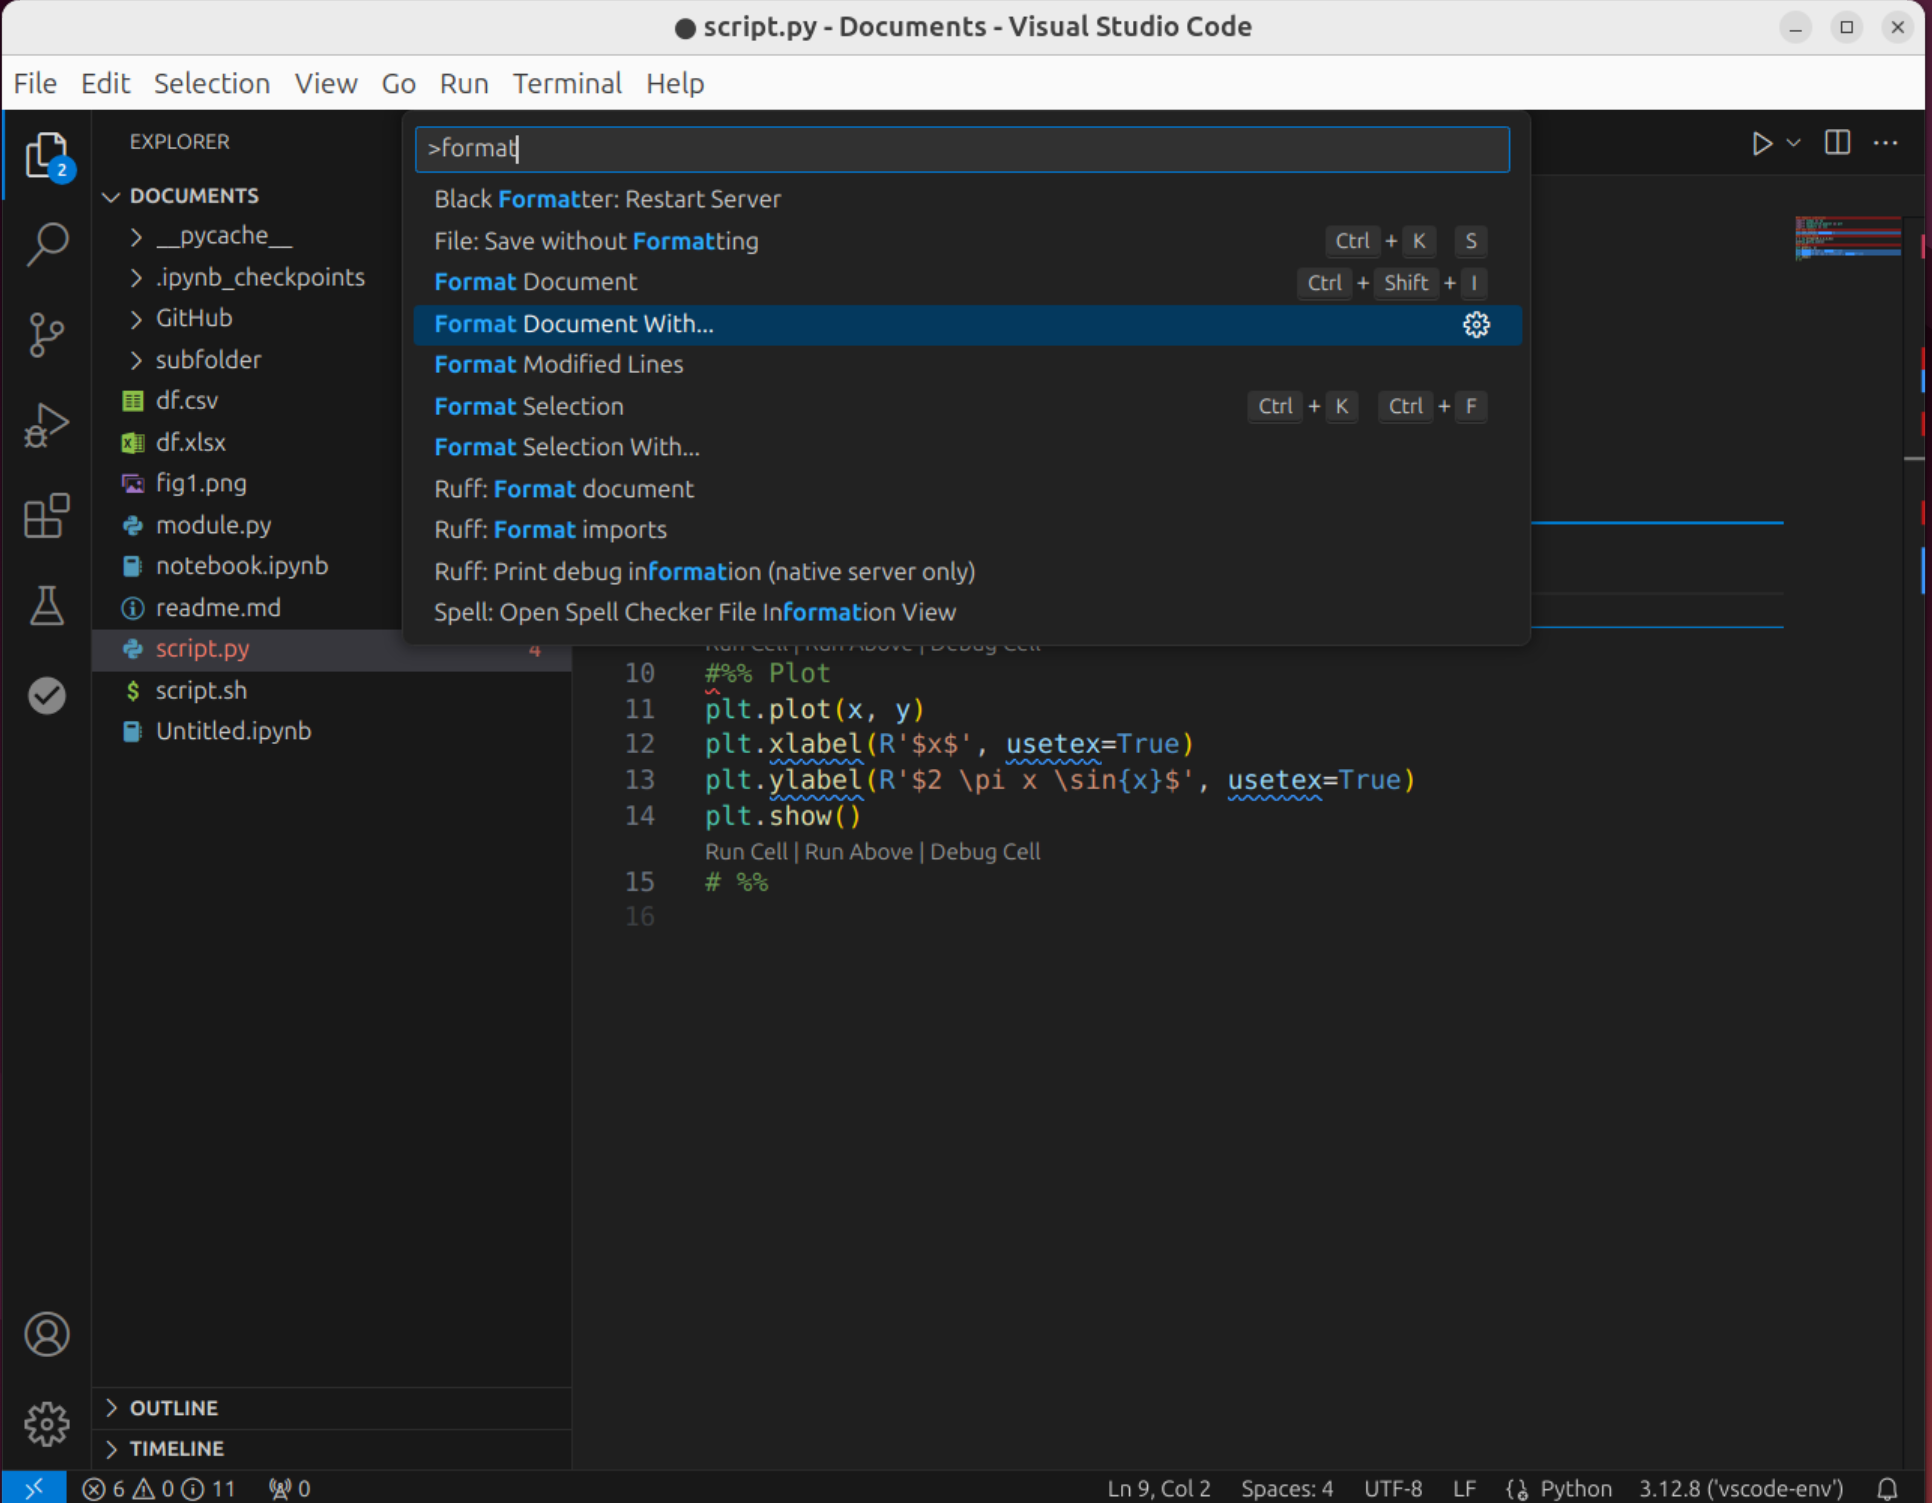 ● script.py - Documents - Visual Studio Code
File Edit Selection View Go Run Terminal Help
EXPLORER
2
DOCUMENTS
__pycache__
.ipynb_checkpoints
GitHub
subfolder
df.csv
df.xlsx
fig1.png
module.py
notebook.ipynb
readme.md
script.py 4
script.sh
Untitled.ipynb
OUTLINE
TIMELINE
>format
Black Formatter: Restart Server
File: Save without Formatting Ctrl + K S
Format Document Ctrl + Shift + I
Format Document With...
Format Modified Lines
Format Selection Ctrl + K Ctrl + F
Format Selection With...
Ruff: Format document
Ruff: Format imports
Ruff: Print debug information (native server only)
Spell: Open Spell Checker File Information View
Run Cell | Run Above | Debug Cell
10 #%% Plot
11 plt.plot(x, y)
12 plt.xlabel(R'$x$', usetex=True)
13 plt.ylabel(R'$2 \pi x \sin{x}$', usetex=True)
14 plt.show()
Run Cell | Run Above | Debug Cell
15 # %%
16
6 0 11 0 Ln 9, Col 2 Spaces: 4 UTF-8 LF Python 3.12.8 ('vscode-env')